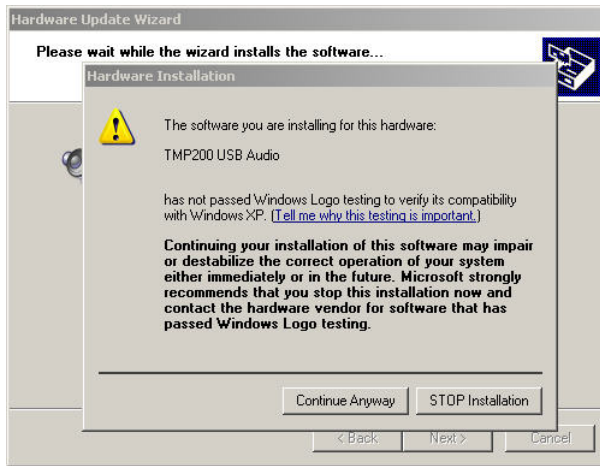 Hardware Update Wizard
Please wait while the wizard installs the software...
Hardware Installation
The software you are installing for this hardware:
TMP200 USB Audio
has not passed Windows Logo testing to verify its compatibility
with Windows XP. (Tell me why this testing is important.)
Continuing your installation of this software may impair
or destabilize the correct operation of your system
either immediately or in the future. Microsoft strongly
recommends that you stop this installation now and
contact the hardware vendor for software that has
passed Windows Logo testing.
Continue Anyway STOP Installation
< Back Next > Cancel